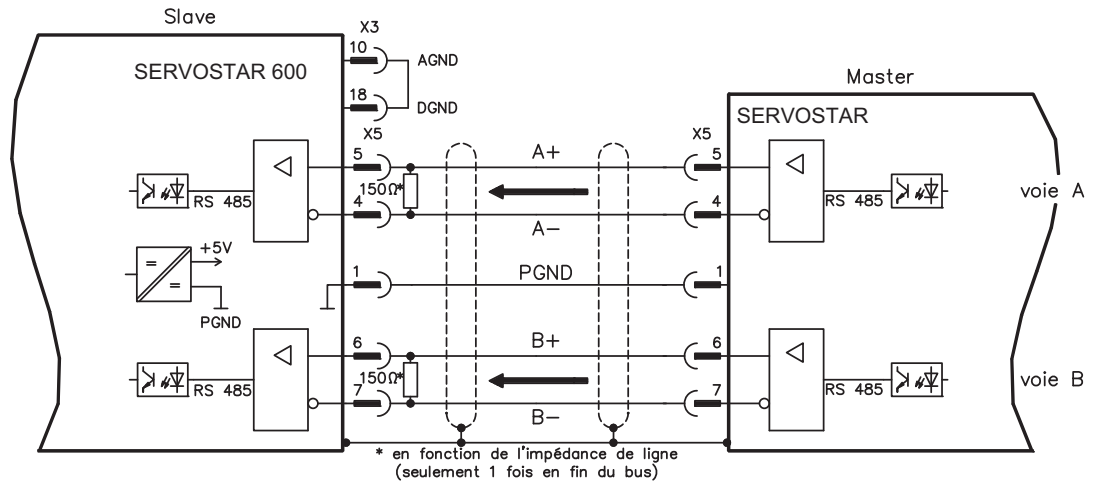 Slave
X3
10
AGND
SERVOSTAR 600
18
DGND
Master
SERVOSTAR
X5
X5
5
A+
5
150Ω*
RS 485
4
A-
4
RS 485
voie A
+5V
=
=
PGND
1
PGND
1
6
B+
6
150Ω*
RS 485
7
B-
7
RS 485
voie B
* en fonction de l'impédance de ligne
(seulement 1 fois en fin du bus)